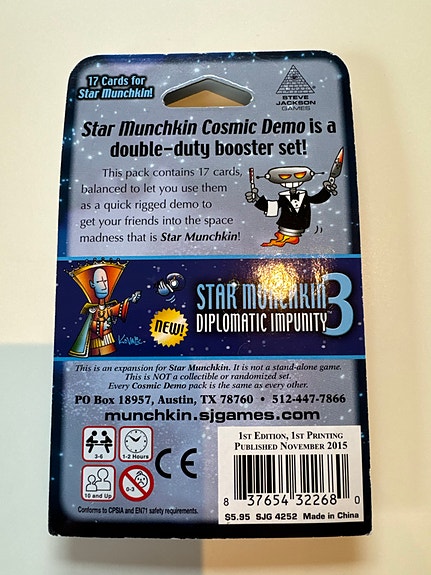 17 Cards for
Star Munchkin!
STEVE
JACKSON
GAMES
Star Munchkin Cosmic Demo is a
double-duty booster set!
This pack contains 17 cards,
balanced to let you use them
as a quick rigged demo to
get your friends into the space
madness that is Star Munchkin!
STAR MUNCHKIN 3
DIPLOMATIC IMPUNITY
NEW!
Kovalic
This is an expansion for Star Munchkin. It is not a stand-alone game.
This is NOT a collectible or randomized set.
Every Cosmic Demo pack is the same as every other.
PO Box 18957, Austin, TX 78760 • 512-447-7866
munchkin.sjgames.com
3-6
1-2 Hours
10 and Up
0-3
CE
Conforms to CPSIA and EN71 safety requirements.
1st Edition, 1st Printing
Published November 2015
8 37654 32268 0
$5.95 SJG 4252 Made in China